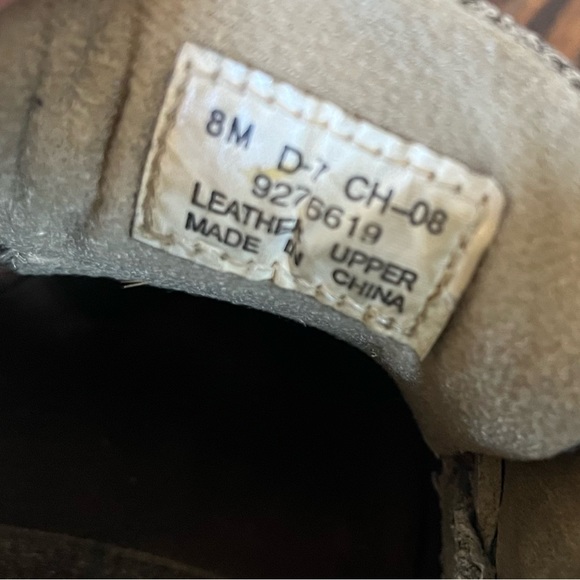 8M D-7 CH-08
9276619
LEATHER UPPER
MADE IN CHINA